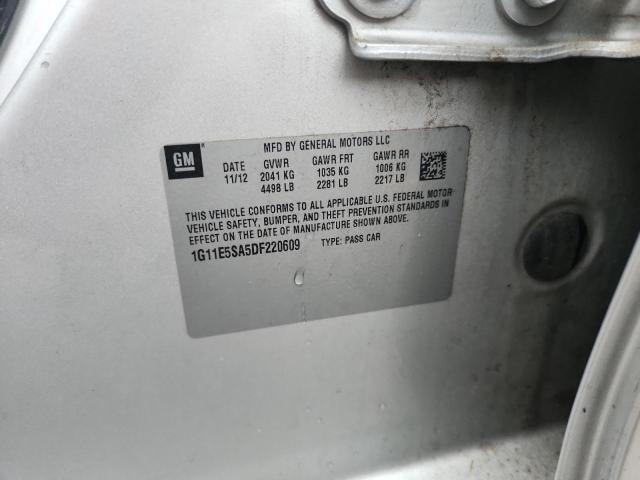 GM
MFD BY GENERAL MOTORS LLC
DATE GVWR GAWR FRT GAWR RR
11/12 2041 KG 1035 KG 1006 KG
4498 LB 2281 LB 2217 LB
THIS VEHICLE CONFORMS TO ALL APPLICABLE U.S. FEDERAL MOTOR
VEHICLE SAFETY, BUMPER, AND THEFT PREVENTION STANDARDS IN
EFFECT ON THE DATE OF MANUFACTURE SHOWN ABOVE.
1G11E5SA5DF220609 TYPE: PASS CAR